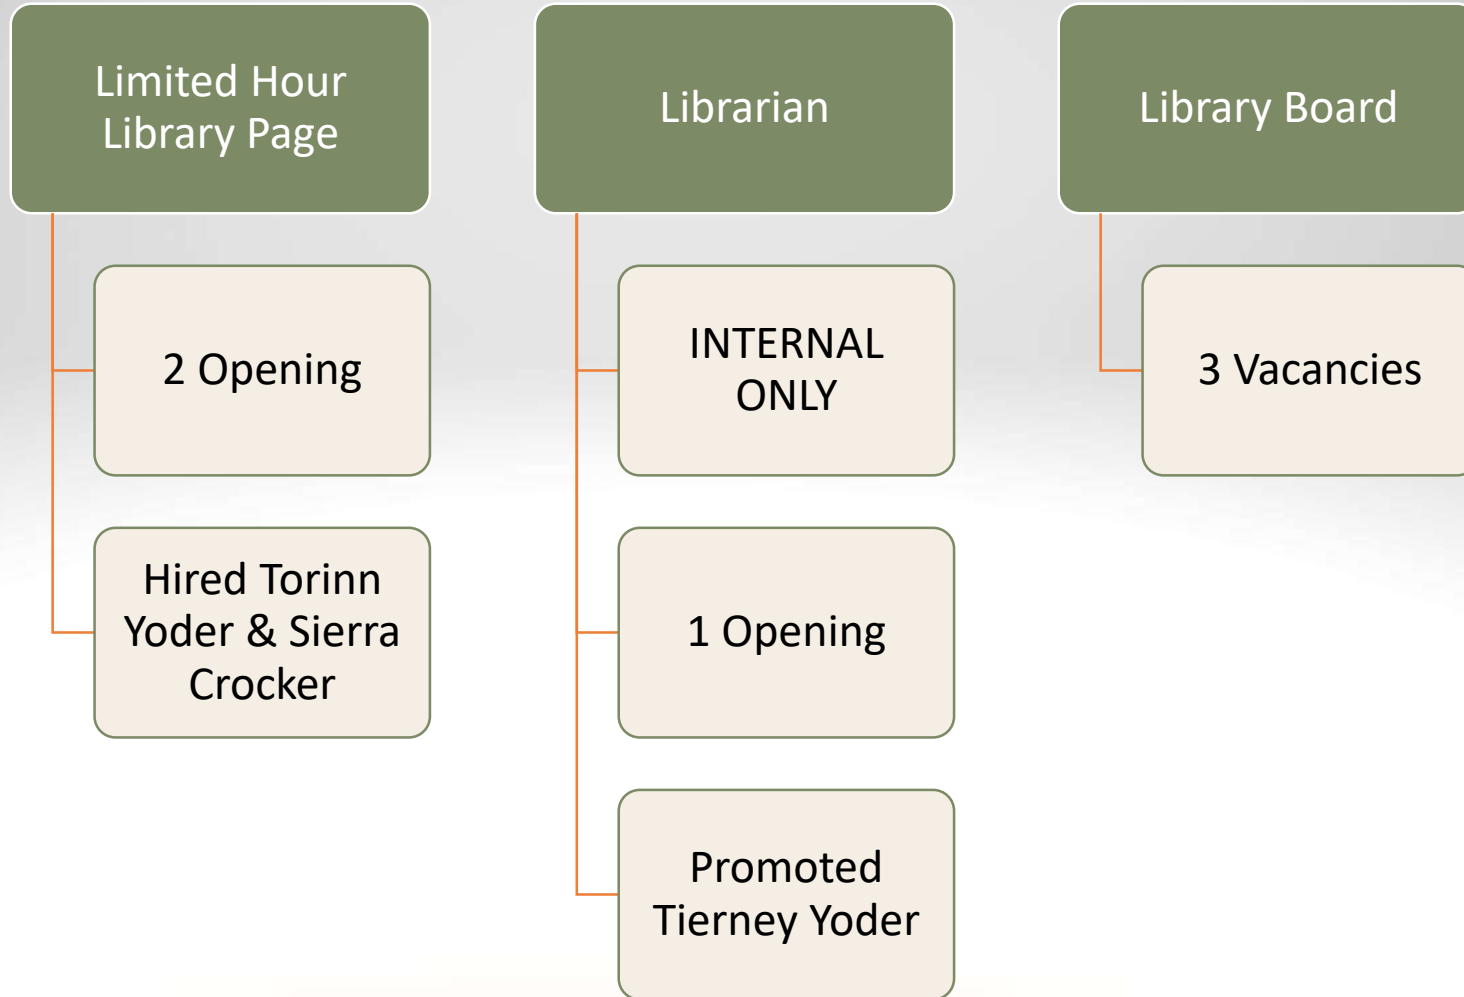 Limited Hour
Library Page
2 Opening
Hired Torinn
Yoder & Sierra
Crocker
Librarian
INTERNAL
ONLY
1 Opening
Promoted
Tierney Yoder
Library Board
3 Vacancies